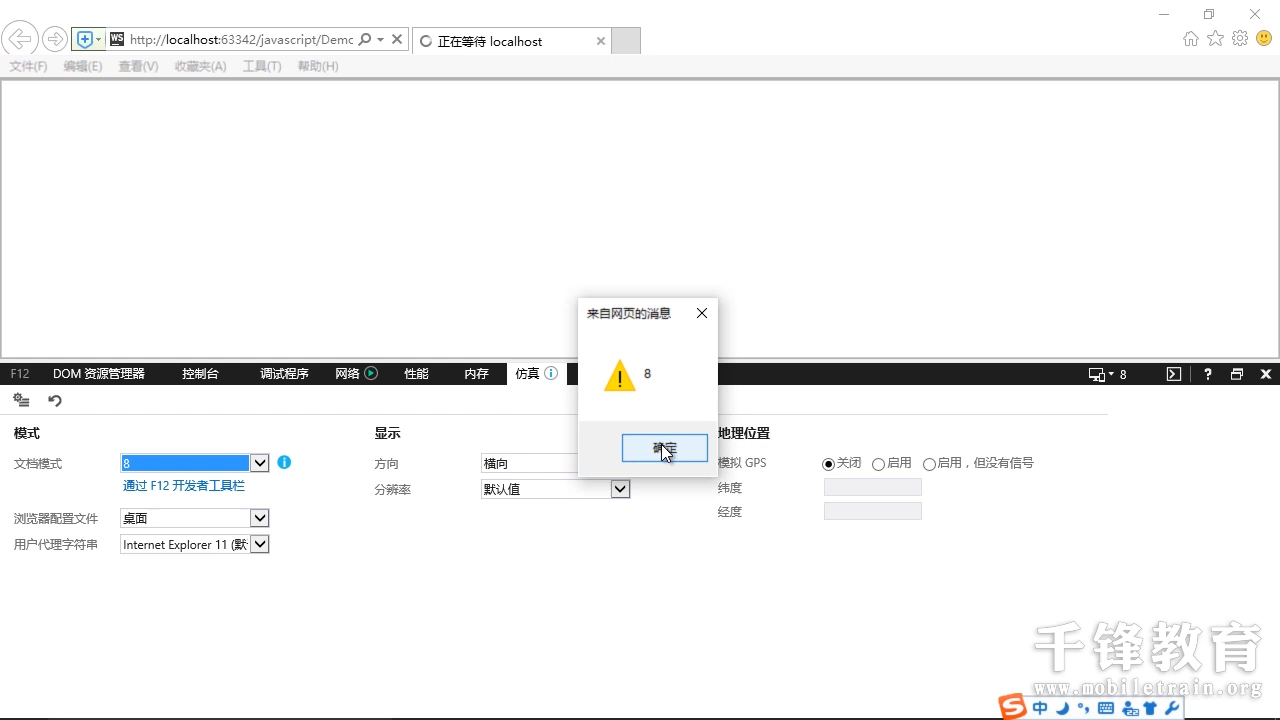 WS http://localhost:63342/javascript/Demo
正在等待 localhost
文件(F) 编辑(E) 查看(V) 收藏夹(A) 工具(T) 帮助(H)
来自网页的消息
8
确定
F12 DOM 资源管理器 控制台 调试程序 网络 性能 内存 仿真 8
模式 显示 地理位置
文档模式 8 方向 横向 模拟 GPS 关闭 启用 启用，但没有信号
通过 F12 开发者工具栏 分辨率 默认值 纬度
经度
浏览器配置文件 桌面
用户代理字符串 Internet Explorer 11 (默
千锋教育
www.mobiletrain.org
S 中